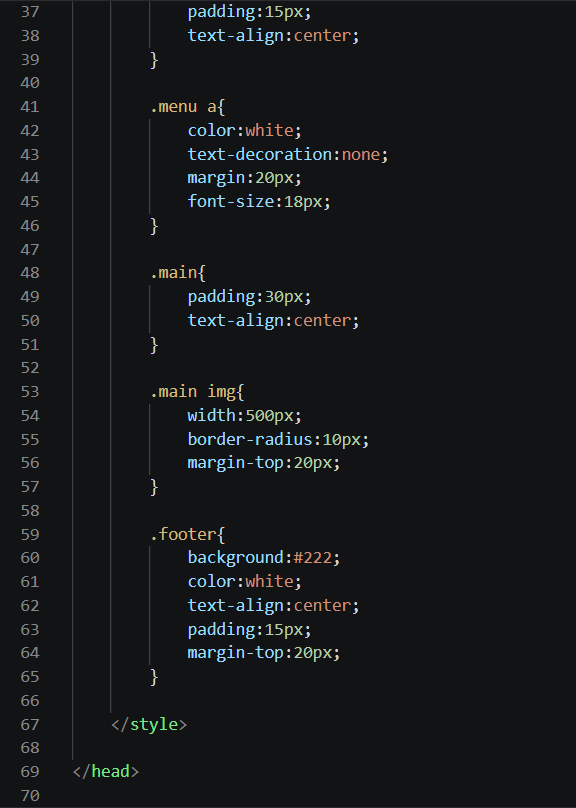 37 padding:15px;
38 text-align:center;
39 }
40
41 .menu a{
42 color:white;
43 text-decoration:none;
44 margin:20px;
45 font-size:18px;
46 }
47
48 .main{
49 padding:30px;
50 text-align:center;
51 }
52
53 .main img{
54 width:500px;
55 border-radius:10px;
56 margin-top:20px;
57 }
58
59 .footer{
60 background:#222;
61 color:white;
62 text-align:center;
63 padding:15px;
64 margin-top:20px;
65 }
66
67 </style>
68
69 </head>
70